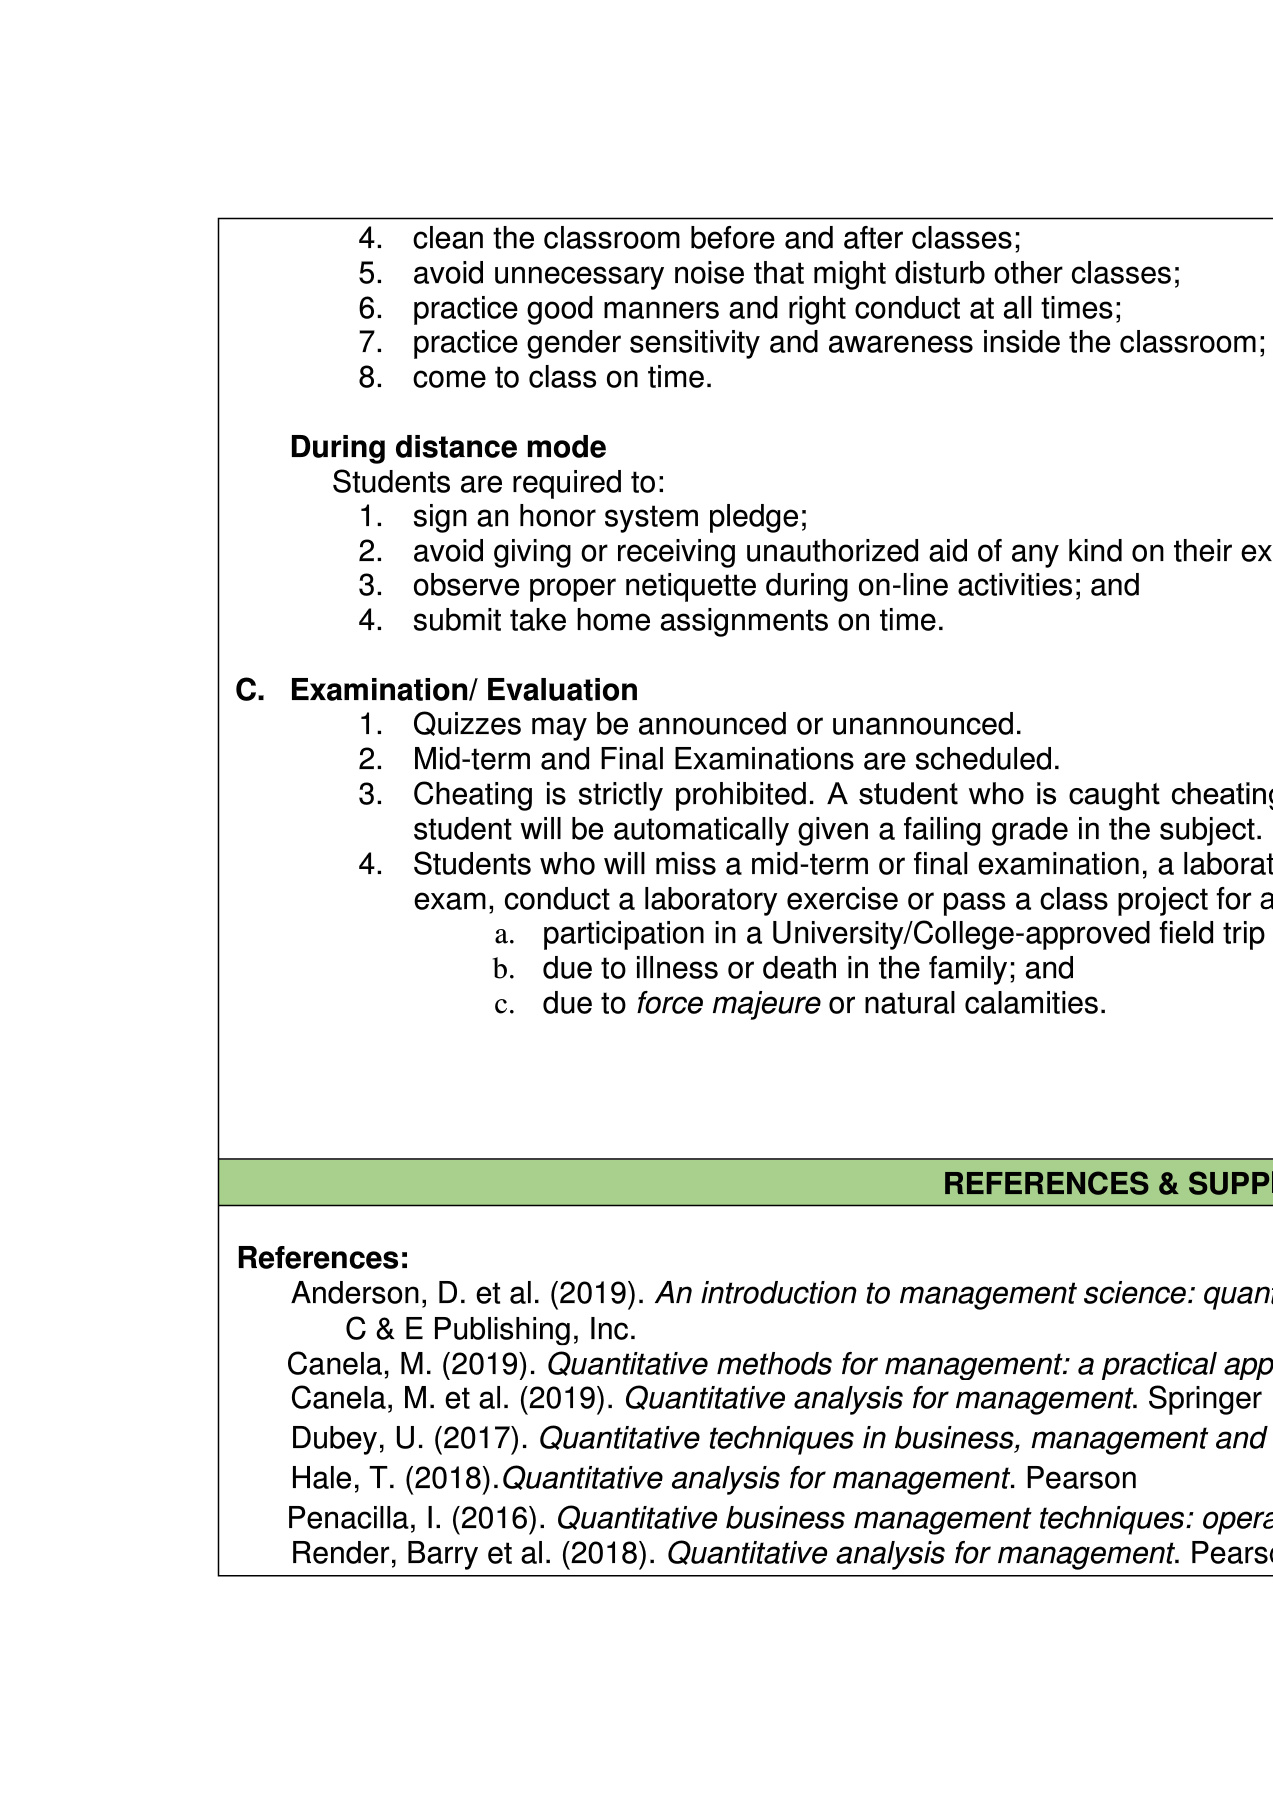 4. clean the classroom before and after classes;
5. avoid unnecessary noise that might disturb other classes;
6. practice good manners and right conduct at all times;
7. practice gender sensitivity and awareness inside the classroom;
8. come to class on time.
During distance mode
Students are required to:
1. sign an honor system pledge;
2. avoid giving or receiving unauthorized aid of any kind on their
3. observe proper netiquette during on-line activities; and
4. submit take home assignments on time.
C. Examination/ Evaluation
1. Quizzes may be announced or unannounced.
2. Mid-term and Final Examinations are scheduled.
3. Cheating is strictly prohibited. A student who is caught cheating
student will be automatically given a failing grade in the subject.
4. Students who will miss a mid-term or final examination, a
exam, conduct a laboratory exercise or pass a class project for
a. participation in a University/College-approved field trip
b. due to illness or death in the family; and
c. due to force majeure or natural calamities.
REFERENCES &
References:
Anderson, D. et al. (2019). An introduction to management science:
C & E Publishing, Inc.
Canela, M. (2019). Quantitative methods for management: a practical
Canela, M. et al. (2019). Quantitative analysis for management. Springer
Dubey, U. (2017). Quantitative techniques in business, management and
Hale, T. (2018).Quantitative analysis for management. Pearson
Penacilla, I. (2016). Quantitative business management techniques:
Render, Barry et al. (2018). Quantitative analysis for management.